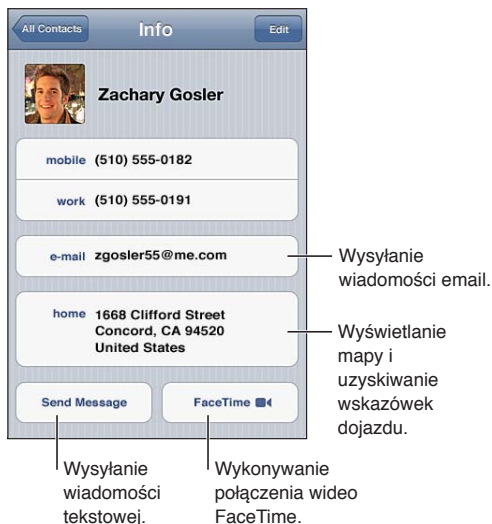 All Contacts Info Edit
Zachary Gosler
mobile (510) 555-0182
work (510) 555-0191
e-mail zgosler55@me.com
Wysyłanie
wiadomości email.
home 1668 Clifford Street
Concord, CA 94520
United States
Wyświetlanie
mapy i
uzyskiwanie
wskazówek
dojazdu.
Send Message FaceTime
Wysyłanie
wiadomości
tekstowej.
Wykonywanie
połączenia wideo
FaceTime.